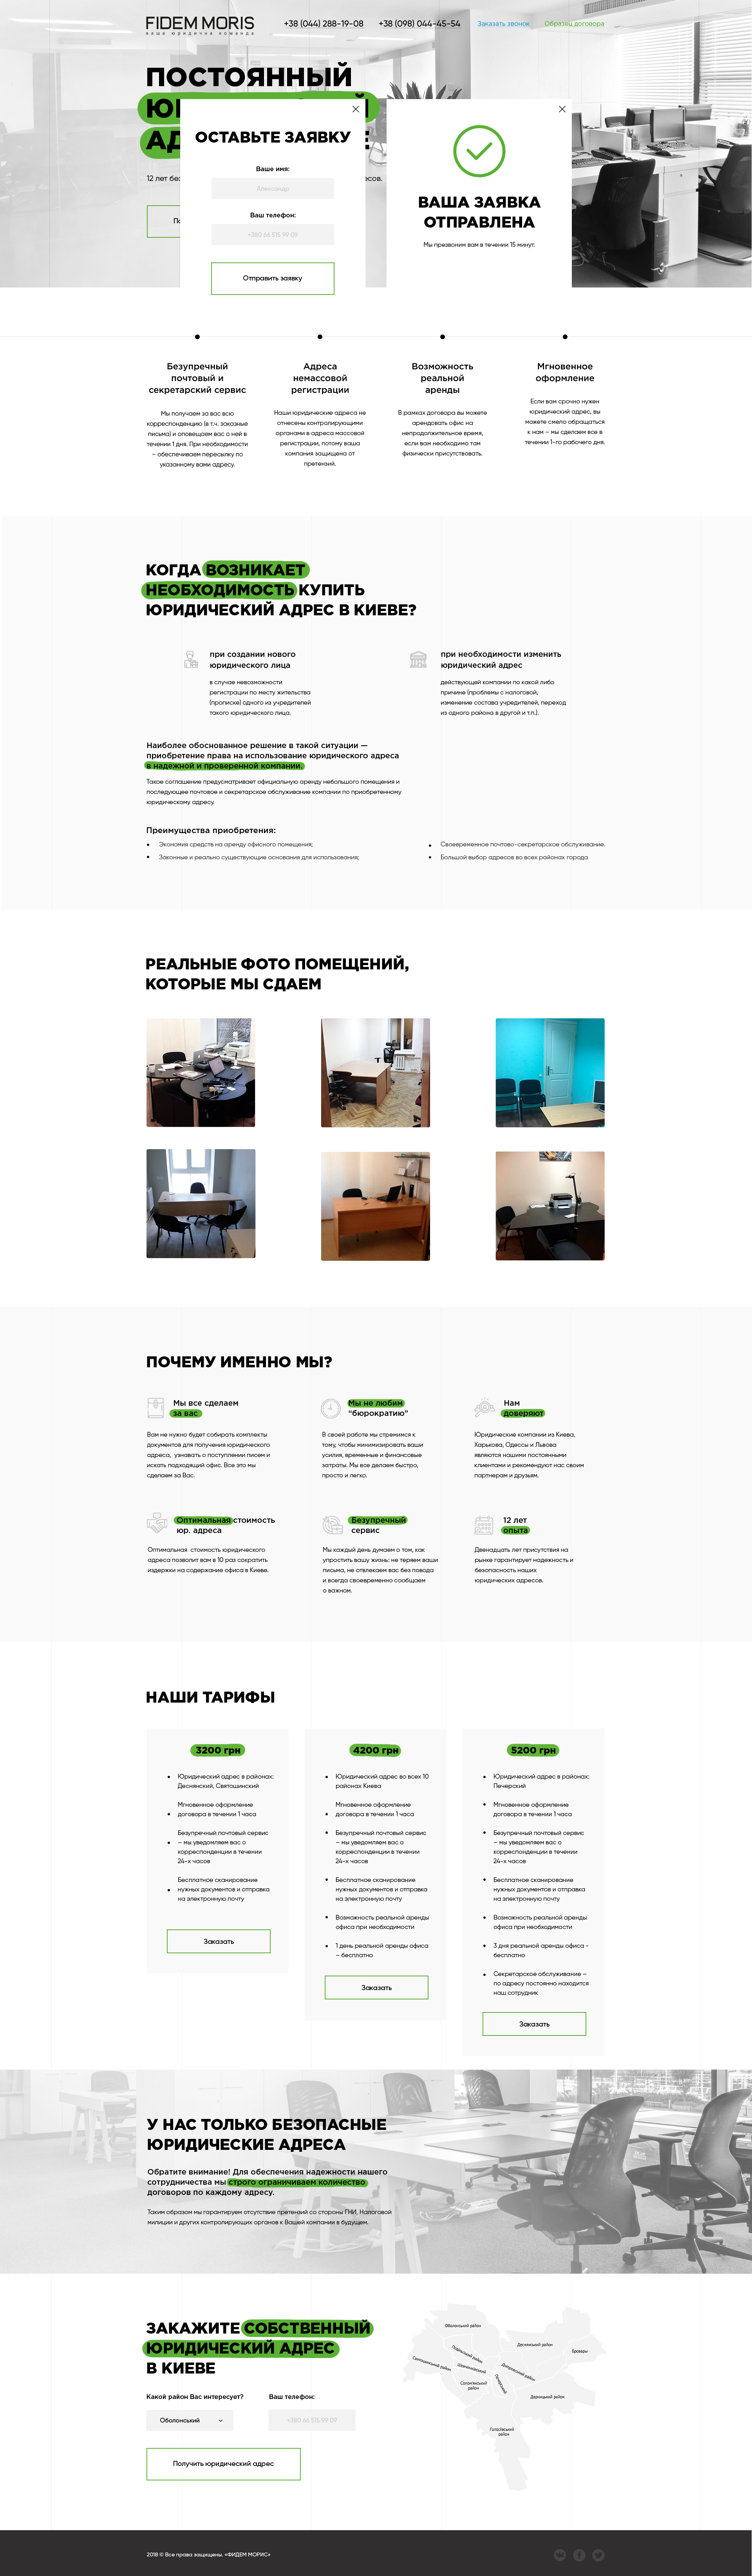 FIDEM MORIS
ваша юридична команда
+38 (044) 288-19-08
+38 (098) 044-45-54
Заказать звонок
Образец договора
ПОСТОЯННЫЙ
12 лет без
есов.
ОСТАВЬТЕ ЗАЯВКУ
Ваше имя:
Александр
Ваш телефон:
+380 66 515 99 09
Отправить заявку
ВАША ЗАЯВКА
ОТПРАВЛЕНА
Мы презвоним вам в течении 15 минут.
Безупречный
почтовый и
секретарский сервис
Мы получаем за вас всю
корреспонденцию (в т.ч. заказные
письма) и оповещаем вас о ней в
течении 1 дня. При необходимости
– обеспечиваем пересылку по
указанному вами адресу.
Адреса
немассовой
регистрации
Наши юридические адреса не
отнесены контролирующими
органами в адреса массовой
регистрации, потому ваша
компания защищена от
претензий.
Возможность
реальной
аренды
В рамках договора вы можете
арендовать офис на
непродолжительное время,
если вам необходимо там
физически присутствовать.
Мгновенное
оформление
Если вам срочно нужен
юридический адрес, вы
можете смело обращаться
к нам – мы сделаем все в
течении 1-го рабочего дня.
КОГДА ВОЗНИКАЕТ
НЕОБХОДИМОСТЬ КУПИТЬ
ЮРИДИЧЕСКИЙ АДРЕС В КИЕВЕ?
при создании нового
юридического лица
в случае невозможности
регистрации по месту жительства
(прописке) одного из учредителей
такого юридического лица.
при необходимости изменить
юридический адрес
действующей компании по какой либо
причине (проблемы с налоговой,
изменение состава учредителей, переход
из одного района в другой и т.п.).
Наиболее обоснованное решение в такой ситуации —
приобретение права на использование юридического адреса
в надежной и проверенной компании.
Такое соглашение предусматривает официальную аренду небольшого помещения и
последующее почтовое и секретарское обслуживание компании по приобретенному
юридическому адресу.
Преимущества приобретения:
Экономия средств на аренду офисного помещения;
Законные и реально существующие основания для использования;
Своевременное почтово-секретарское обслуживание.
Большой выбор адресов во всех районах города
РЕАЛЬНЫЕ ФОТО ПОМЕЩЕНИЙ,
КОТОРЫЕ МЫ СДАЕМ
ПОЧЕМУ ИМЕННО МЫ?
Мы все сделаем
за вас
Вам не нужно будет собирать комплекты
документов для получения юридического
адреса, узнавать о поступлении писем и
искать подходящий офис. Все это мы
сделаем за Вас.
Мы не любим
"бюрократию"
В своей работе мы стремимся к
тому, чтобы минимизировать ваши
усилия, временные и финансовые
затраты. Мы все делаем быстро,
просто и легко.
Нам
доверяют
Юридические компании из Киева,
Харькова, Одессы и Львова
являются нашими постоянными
клиентами и рекомендуют нас своим
партнерам и друзьям.
Оптимальная стоимость
юр. адреса
Оптимальная стоимость юридического
адреса позволит вам в 10 раз сократить
издержки на содержание офиса в Киеве.
Безупречный
сервис
Мы каждый день думаем о том, как
упростить вашу жизнь: не теряем ваши
письма, не отвлекаем вас без повода
и всегда своевременно сообщаем
о важном.
12 лет
опыта
Двенадцать лет присутствия на
рынке гарантирует надежность и
безопасность наших
юридических адресов.
НАШИ ТАРИФЫ
3200 грн
Юридический адрес в районах:
Деснянский, Святошинский
Мгновенное оформление
договора в течении 1 часа
Безупречный почтовый сервис
– мы уведомляем вас о
корреспонденции в течении
24-х часов
Бесплатное сканирование
нужных документов и отправка
на электронную почту
Заказать
4200 грн
Юридический адрес во всех 10
районах Киева
Мгновенное оформление
договора в течении 1 часа
Безупречный почтовый сервис
– мы уведомляем вас о
корреспонденции в течении
24-х часов
Бесплатное сканирование
нужных документов и отправка
на электронную почту
Возможность реальной аренды
офиса при необходимости
1 день реальной аренды офиса
– бесплатно
Заказать
5200 грн
Юридический адрес в районах:
Печерский
Мгновенное оформление
договора в течении 1 часа
Безупречный почтовый сервис
– мы уведомляем вас о
корреспонденции в течении
24-х часов
Бесплатное сканирование
нужных документов и отправка
на электронную почту
Возможность реальной аренды
офиса при необходимости
3 дня реальной аренды офиса -
бесплатно
Секретарское обслуживание –
по адресу постоянно находится
наш сотрудник
Заказать
У НАС ТОЛЬКО БЕЗОПАСНЫЕ
ЮРИДИЧЕСКИЕ АДРЕСА
Обратите внимание! Для обеспечения надежности нашего
сотрудничества мы строго ограничиваем количество
договоров по каждому адресу.
Таким образом мы гарантируем отсутствие претензий со стороны ГНИ, Налоговой
милиции и других контролирующих органов к Вашей компании в будущем.
ЗАКАЖИТЕ СОБСТВЕННЫЙ
ЮРИДИЧЕСКИЙ АДРЕС
В КИЕВЕ
Какой район Вас интересует?
Оболонський
Ваш телефон:
+380 66 515 99 09
Получить юридический адрес
Оболонський район
Деснянський район
Бровары
Подільський район
Святошинський район
Шевченківський
Дніпровський район
Солом'янський
район
Печерский
Дарницький район
Голосіївський
район
2018 © Все права защищены. «ФИДЕМ МОРИС»